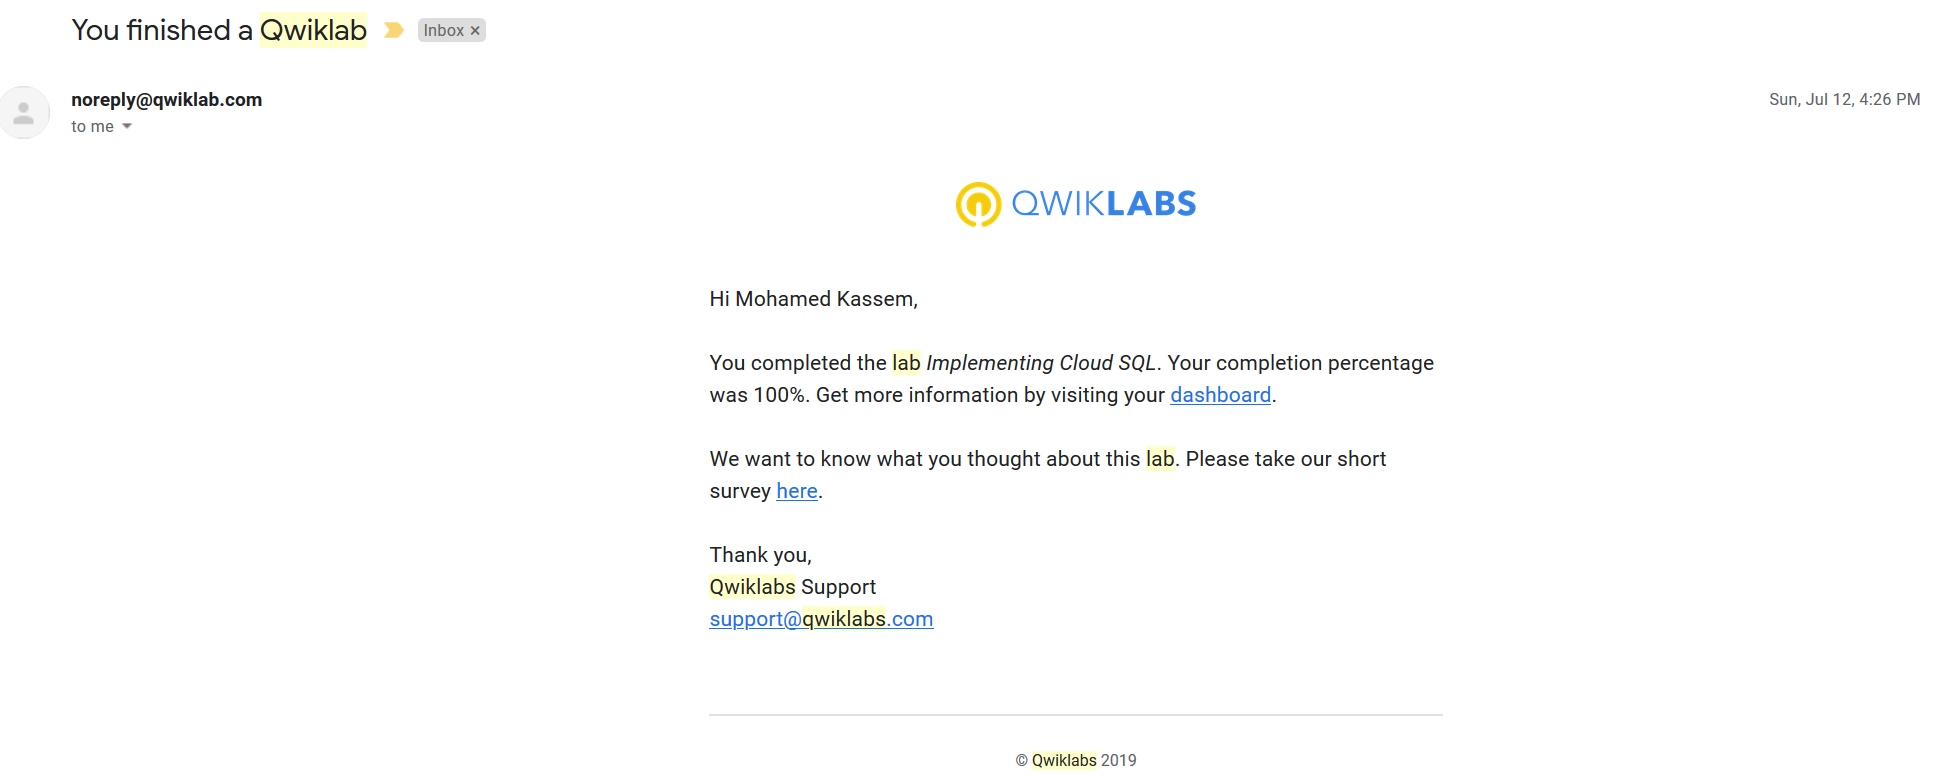 You finished a Qwiklab Inbox ×
noreply@qwiklab.com
Sun, Jul 12, 4:26 PM
to me
QWIKLABS
Hi Mohamed Kassem,
You completed the lab Implementing Cloud SQL. Your completion percentage
was 100%. Get more information by visiting your dashboard.
We want to know what you thought about this lab. Please take our short
survey here.
Thank you,
Qwiklabs Support
support@qwiklabs.com
© Qwiklabs 2019